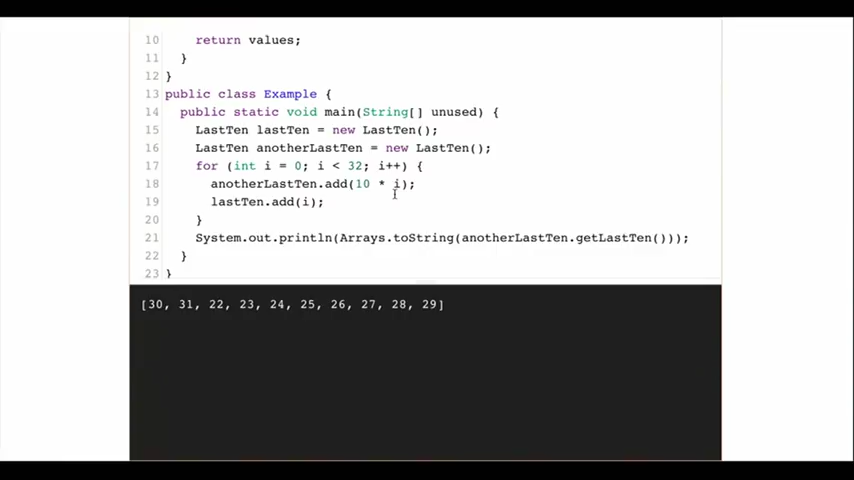 10 return values;
11 }
12 }
13 public class Example {
14 public static void main(String[] unused) {
15 LastTen lastTen = new LastTen();
16 LastTen anotherLastTen = new LastTen();
17 for (int i = 0; i < 32; i++) {
18 anotherLastTen.add(10 * i);
19 lastTen.add(i);
20 }
21 System.out.println(Arrays.toString(anotherLastTen.getLastTen()));
22 }
23 }
[30, 31, 22, 23, 24, 25, 26, 27, 28, 29]